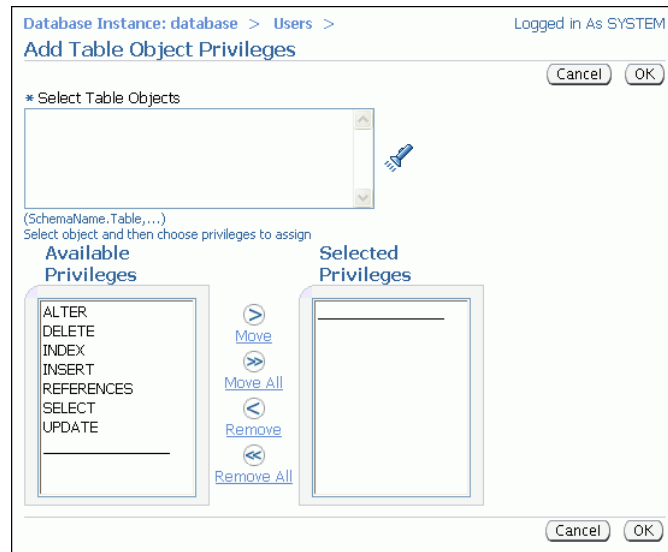 Database Instance: database > Users >
Logged in As SYSTEM
Add Table Object Privileges
Cancel
OK
* Select Table Objects
(SchemaName.Table,...)
Select object and then choose privileges to assign
Available Privileges
Selected Privileges
ALTER
DELETE
INDEX
INSERT
REFERENCES
SELECT
UPDATE
Move
Move All
Remove
Remove All
Cancel
OK